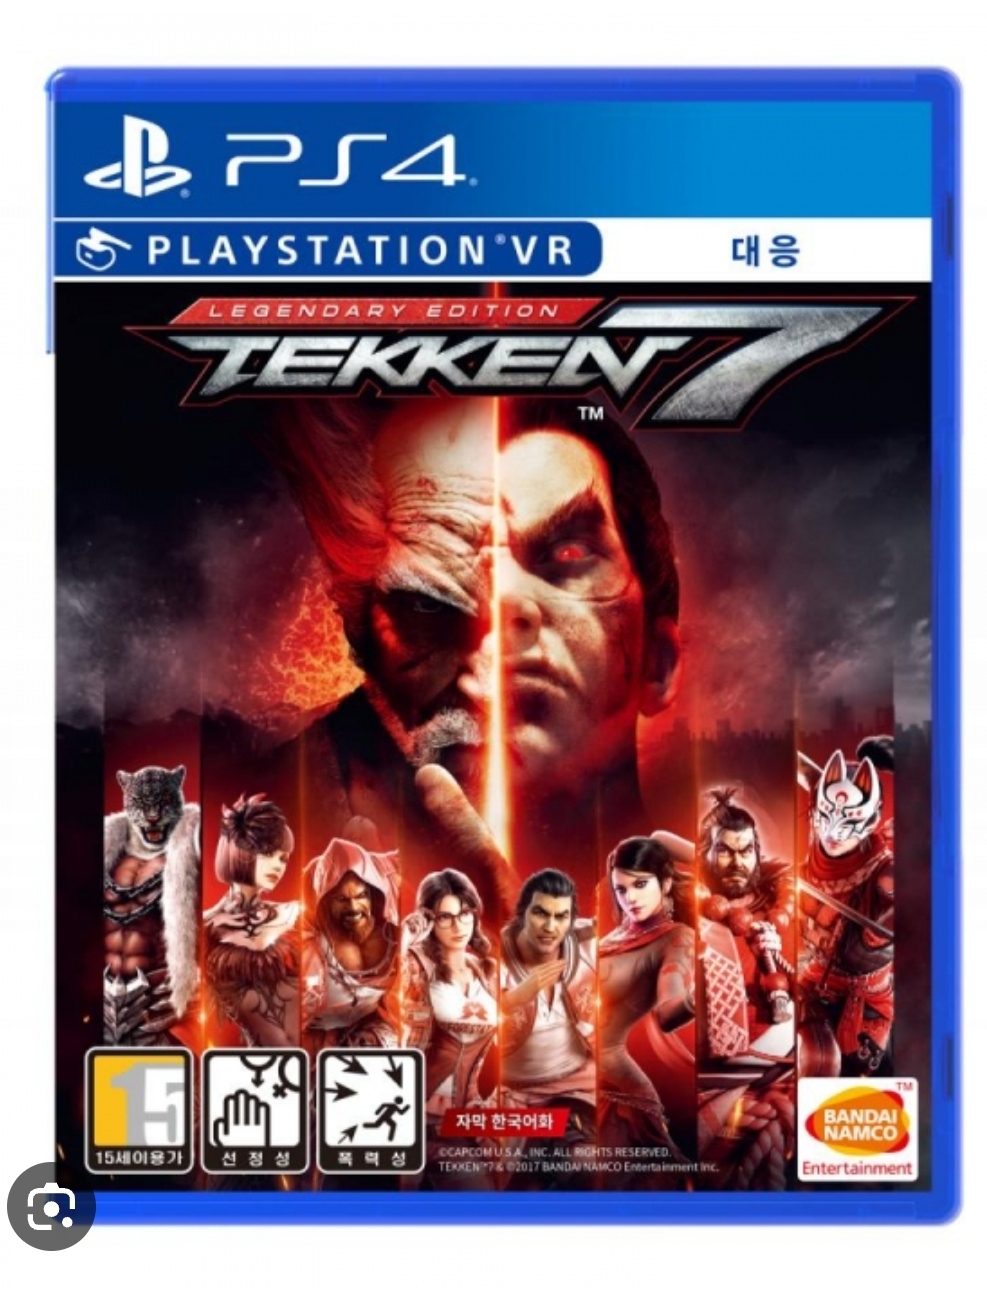 PS4
PLAYSTATION®VR 대응
LEGENDARY EDITION
TEKKEN 7
TM
15
15세이용가
선정성
폭력성
자막 한국어화
©CAPCOM U.S.A., INC. ALL RIGHTS RESERVED.
TEKKEN™7 & ©2017 BANDAI NAMCO Entertainment Inc.
TM
BANDAI
NAMCO
Entertainment